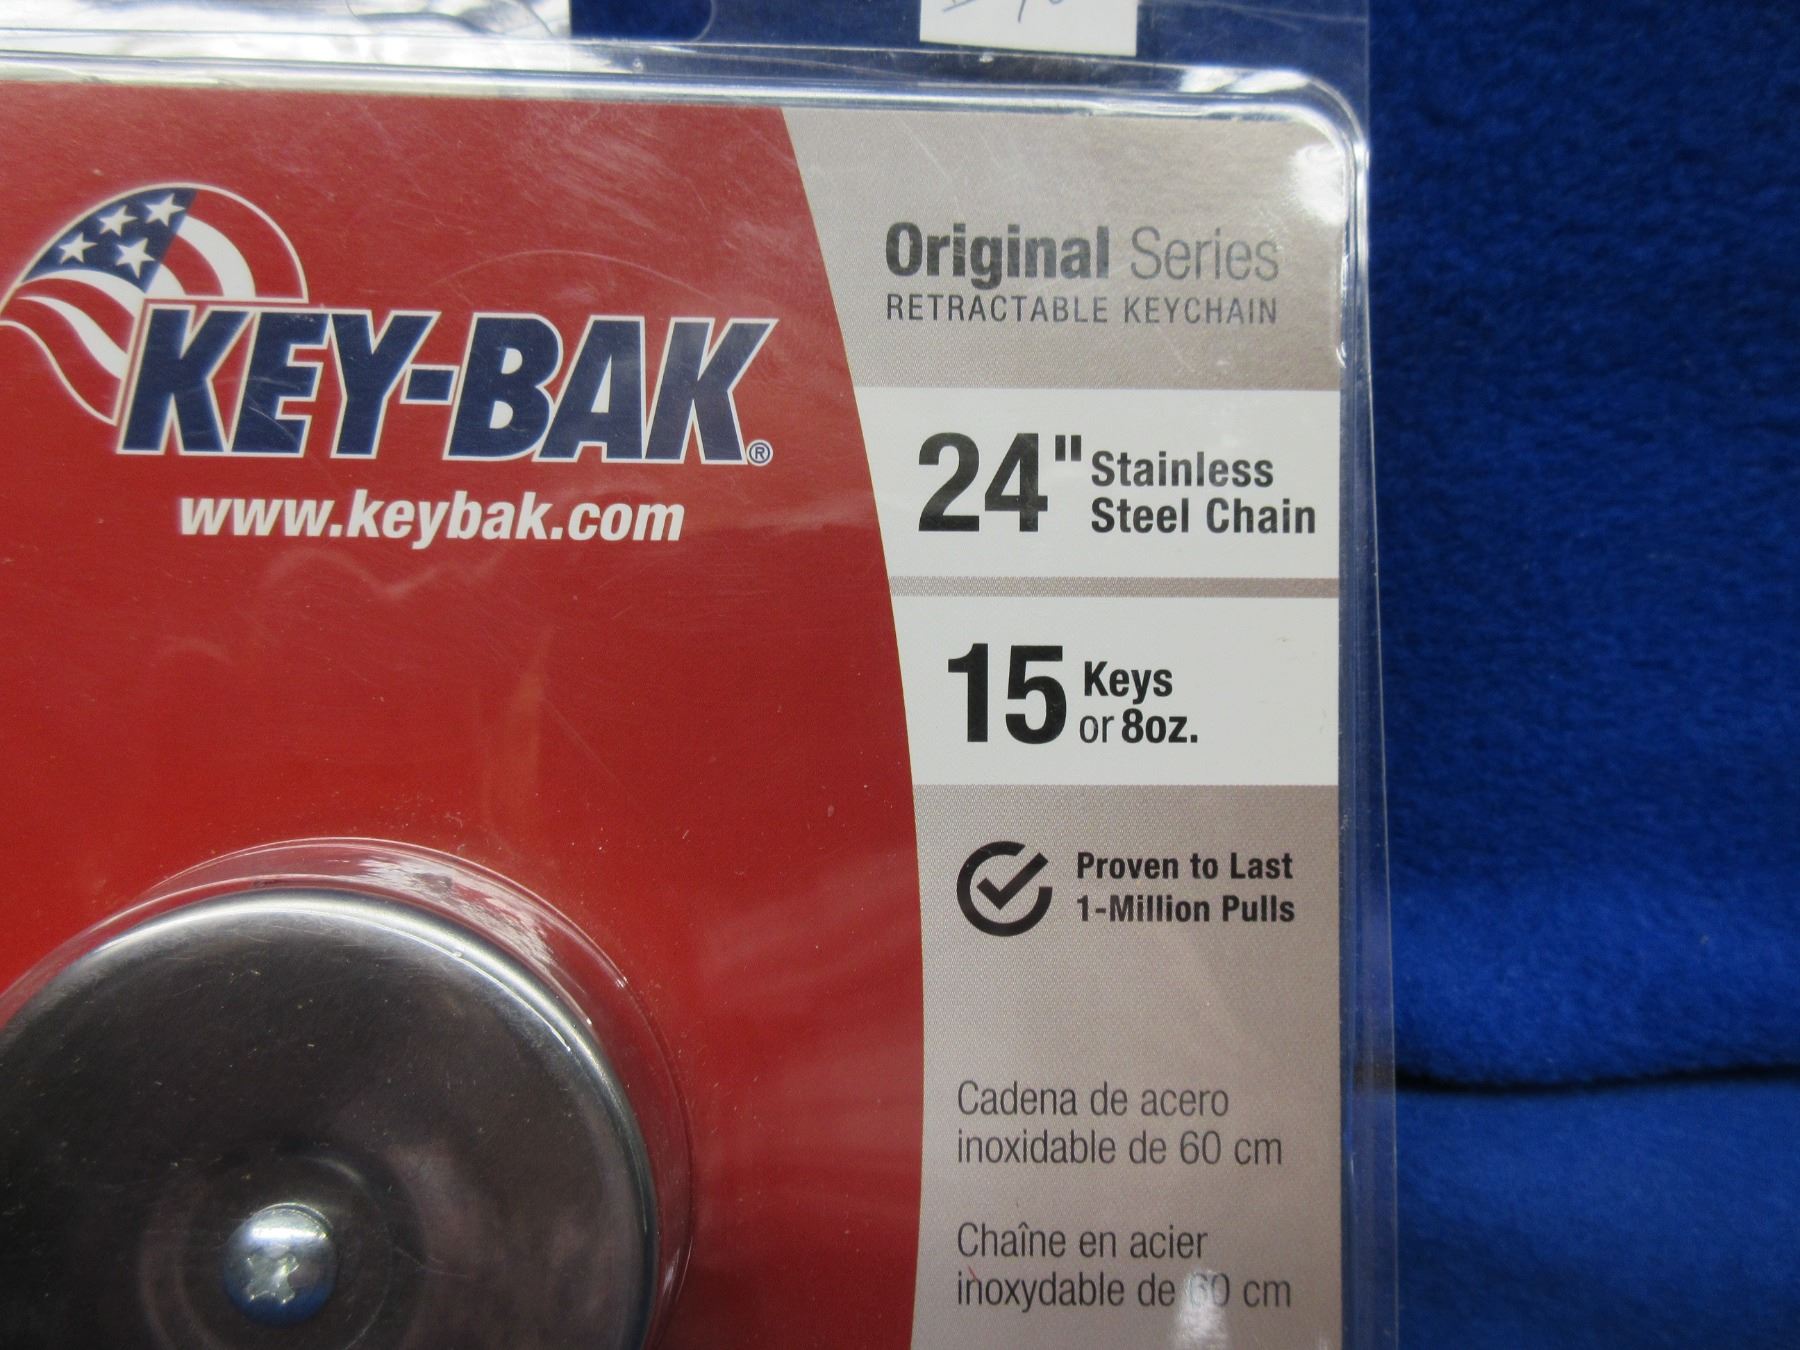 KEY-BAK®
www.keybak.com
Original Series
RETRACTABLE KEYCHAIN
24" Stainless
Steel Chain
15 Keys
or 8oz.
Proven to Last
1-Million Pulls
Cadena de acero
inoxidable de 60 cm
Chaîne en acier
inoxydable de 60 cm